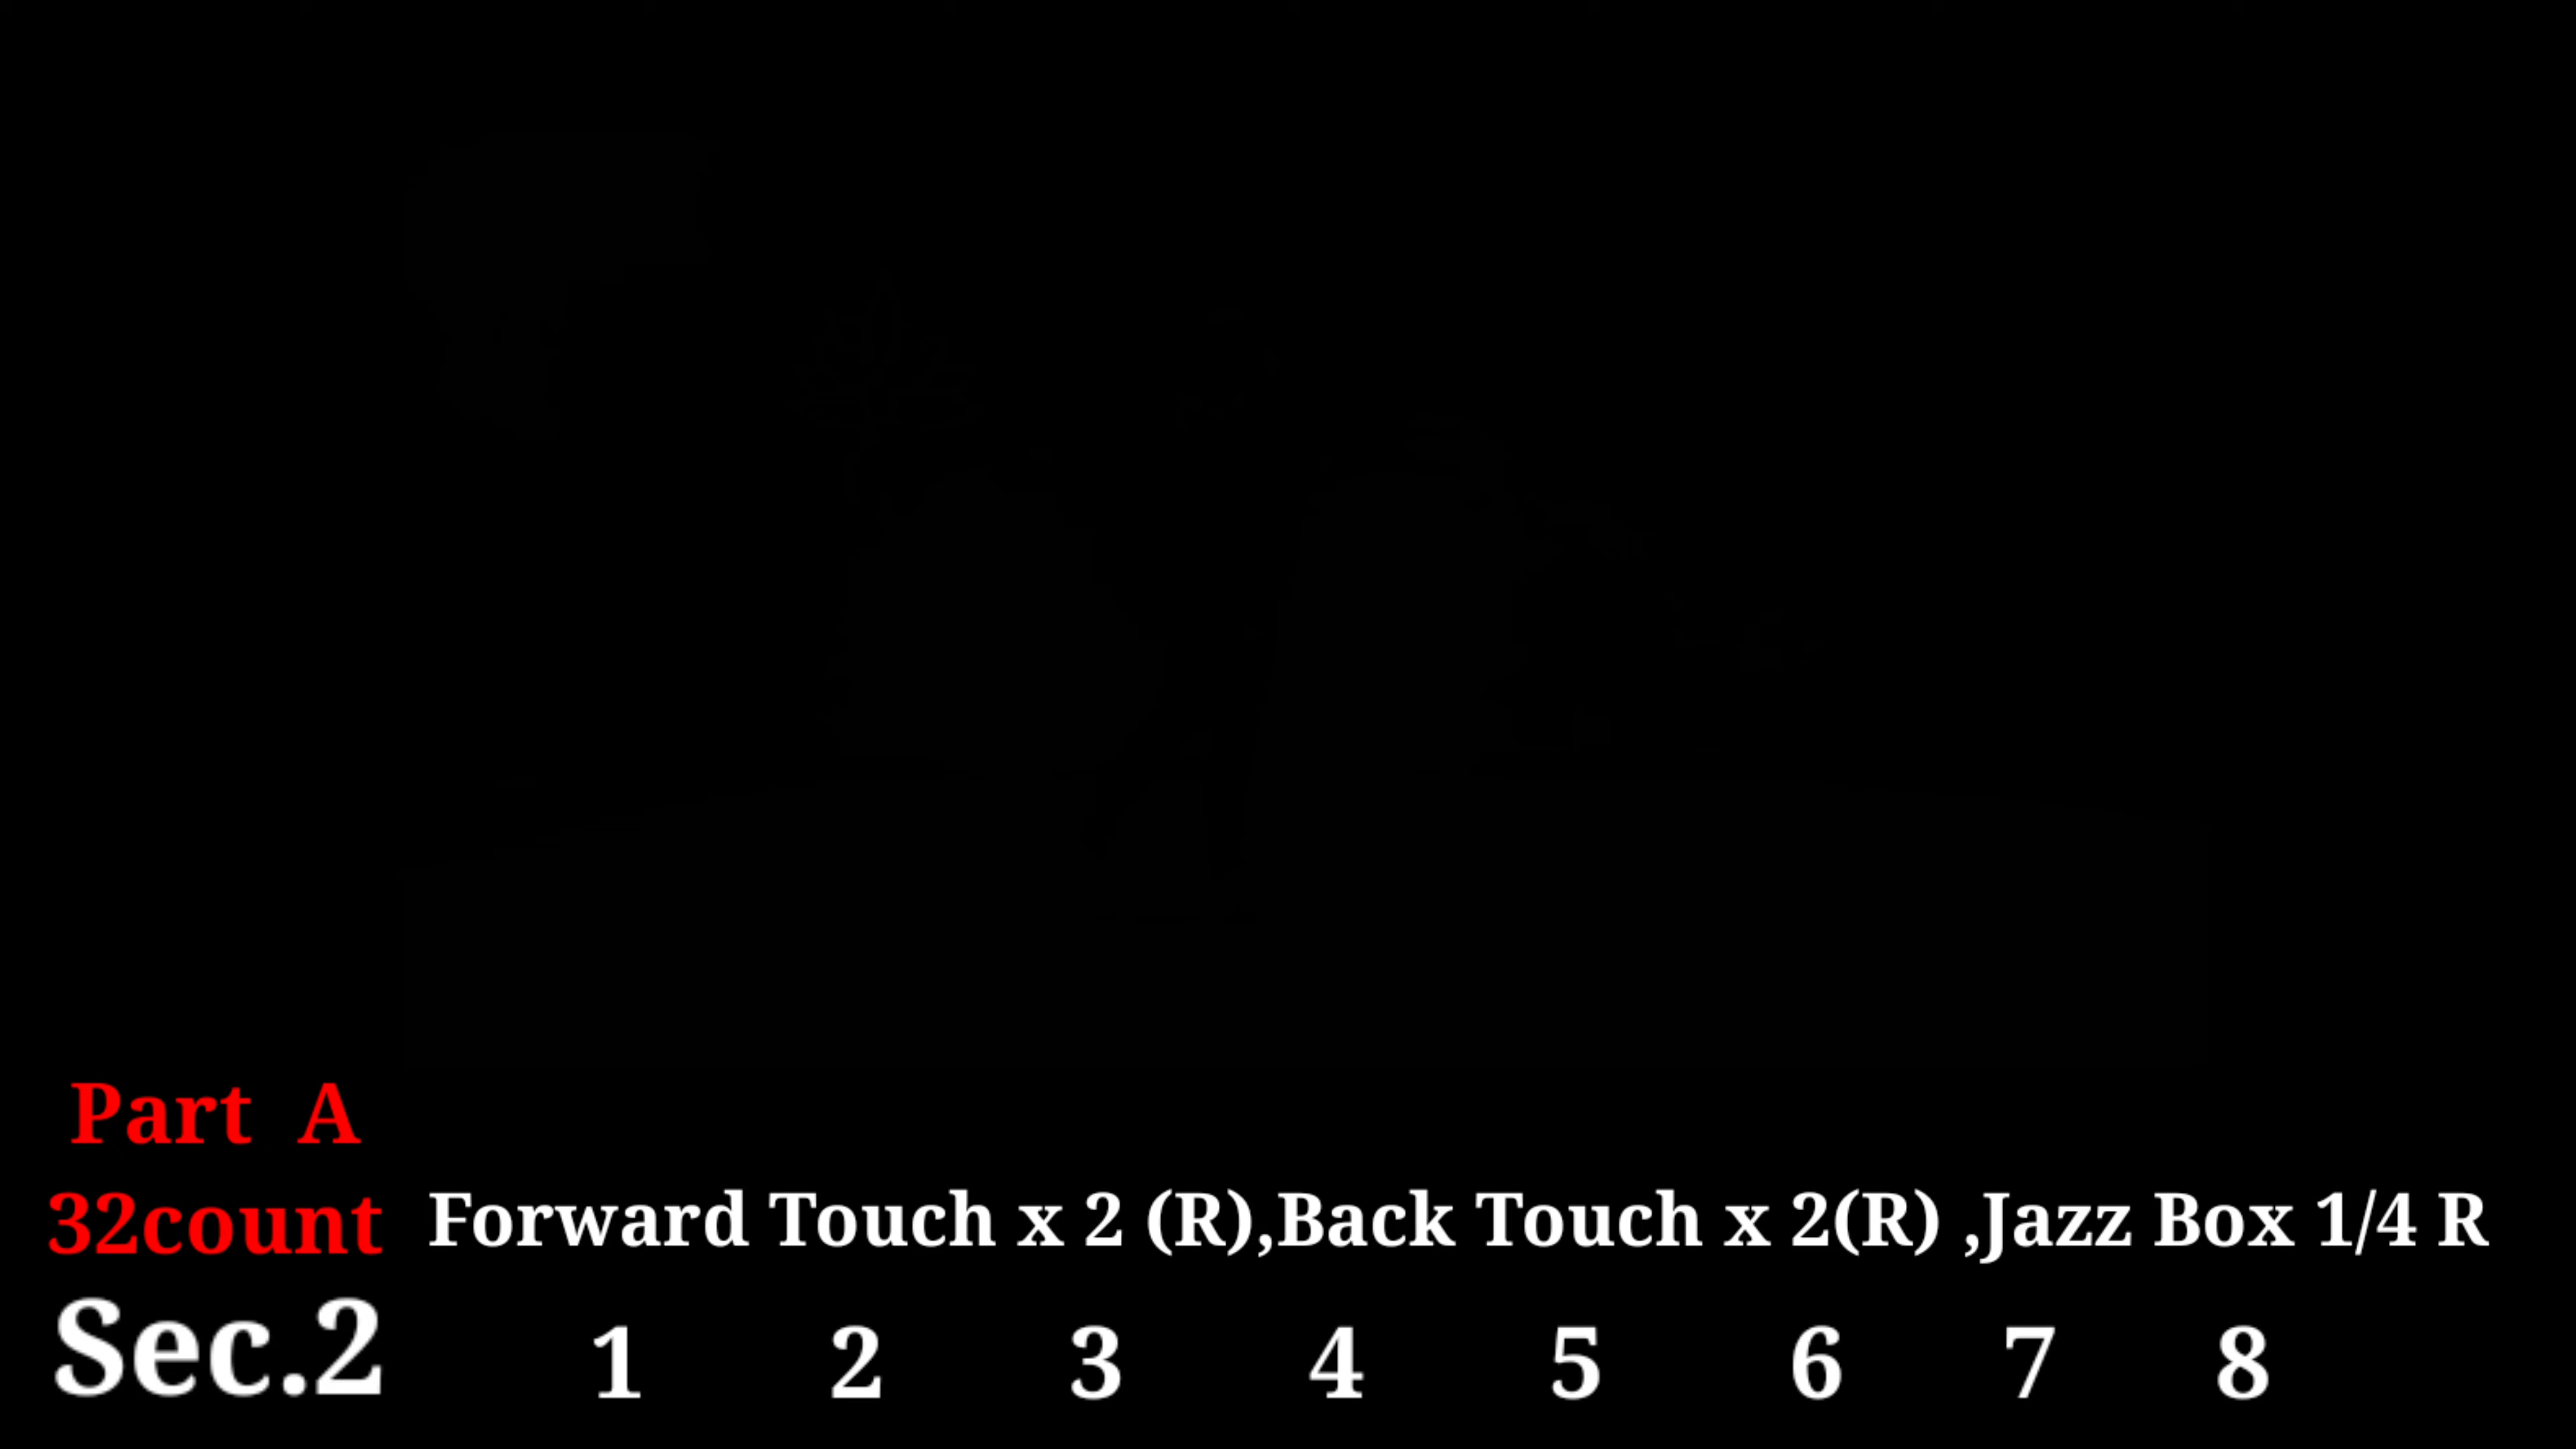 Part A
32count
Forward Touch x 2 (R),Back Touch x 2(R) ,Jazz Box 1/4 R
Sec.2 1 2 3 4 5 6 7 8